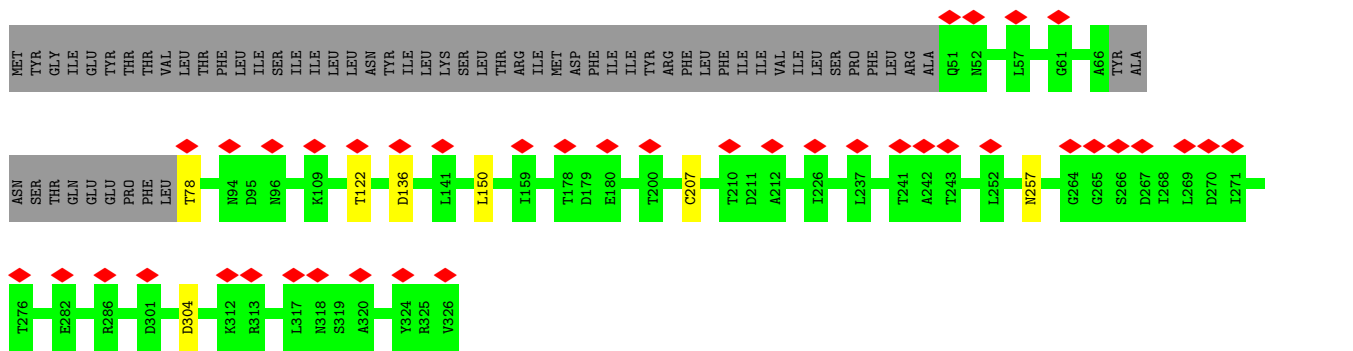 MET TYR GLY ILE GLU TYR THR THR VAL LEU THR PHE LEU ILE SER ILE ILE LEU LEU ASN TYR ILE LEU LYS SER LEU THR ARG ILE MET ASP PHE ILE ILE TYR ARG PHE LEU PHE ILE ILE VAL ILE LEU SER PRO PHE LEU ARG ALA Q51 N52 L57 G61 A66 TYR ALA
ASN SER THR GLN GLU GLU PRO PHE LEU T78 N94 D95 N96 K109 T122 D136 L141 L150 I159 T178 D179 E180 T200 C207 T210 D211 A212 I226 L237 T241 A242 T243 L252 N257 G264 G265 S266 D267 I268 L269 D270 I271
T276 E282 R286 D301 D304 K312 R313 L317 N318 S319 A320 Y324 R325 V326